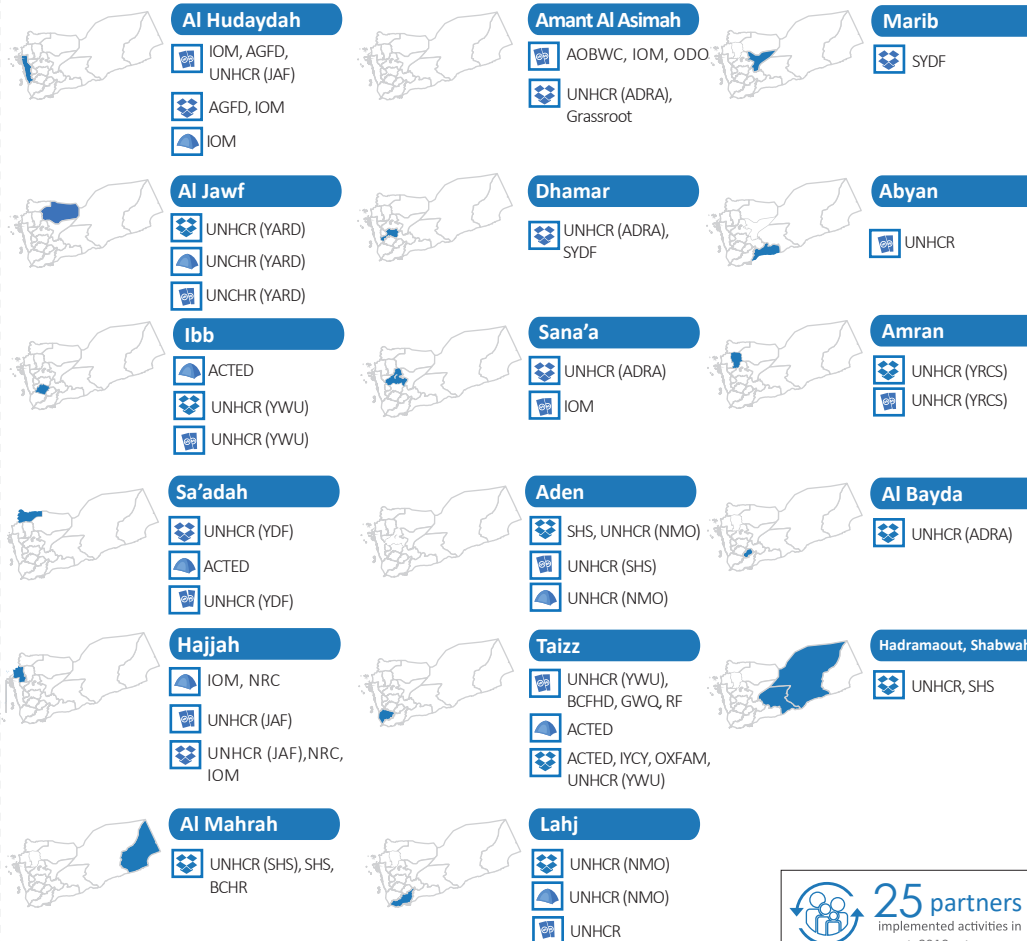 Al Hudaydah
IOM, AGFD,
UNHCR (JAF)
AGFD, IOM
IOM
Amant Al Asimah
AOBWC, IOM, ODO
UNHCR (ADRA),
Grassroot
Marib
SYDF
Al Jawf
UNHCR (YARD)
UNCHR (YARD)
UNCHR (YARD)
Dhamar
UNHCR (ADRA),
SYDF
Abyan
UNHCR
Ibb
ACTED
UNHCR (YWU)
UNHCR (YWU)
Sana’a
UNHCR (ADRA)
IOM
Amran
UNHCR (YRCS)
UNHCR (YRCS)
Sa’adah
UNHCR (YDF)
ACTED
UNHCR (YDF)
Aden
SHS, UNHCR (NMO)
UNHCR (SHS)
UNHCR (NMO)
Al Bayda
UNHCR (ADRA)
Hajjah
IOM, NRC
UNHCR (JAF)
UNHCR (JAF),NRC,
IOM
Taizz
UNHCR (YWU),
BCFHD, GWQ, RF
ACTED
ACTED, IYCY, OXFAM,
UNHCR (YWU)
Hadramaout, Shabwah
UNHCR, SHS
Al Mahrah
UNHCR (SHS), SHS,
BCHR
Lahj
UNHCR (NMO)
UNHCR (NMO)
UNHCR
25 partners
implemented activities in